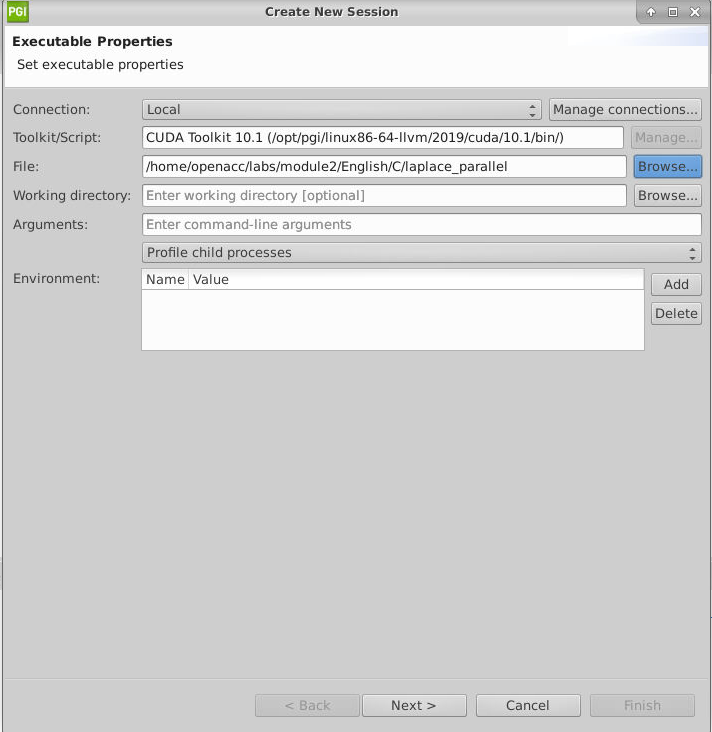 PGI Create New Session
Executable Properties
Set executable properties
Connection: Local Manage connections...
Toolkit/Script: CUDA Toolkit 10.1 (/opt/pgi/linux86-64-llvm/2019/cuda/10.1/bin/) Manage...
File: /home/openacc/labs/module2/English/C/laplace_parallel Browse...
Working directory: Enter working directory [optional] Browse...
Arguments: Enter command-line arguments
Profile child processes
Environment: Name Value
Add
Delete
< Back Next > Cancel Finish